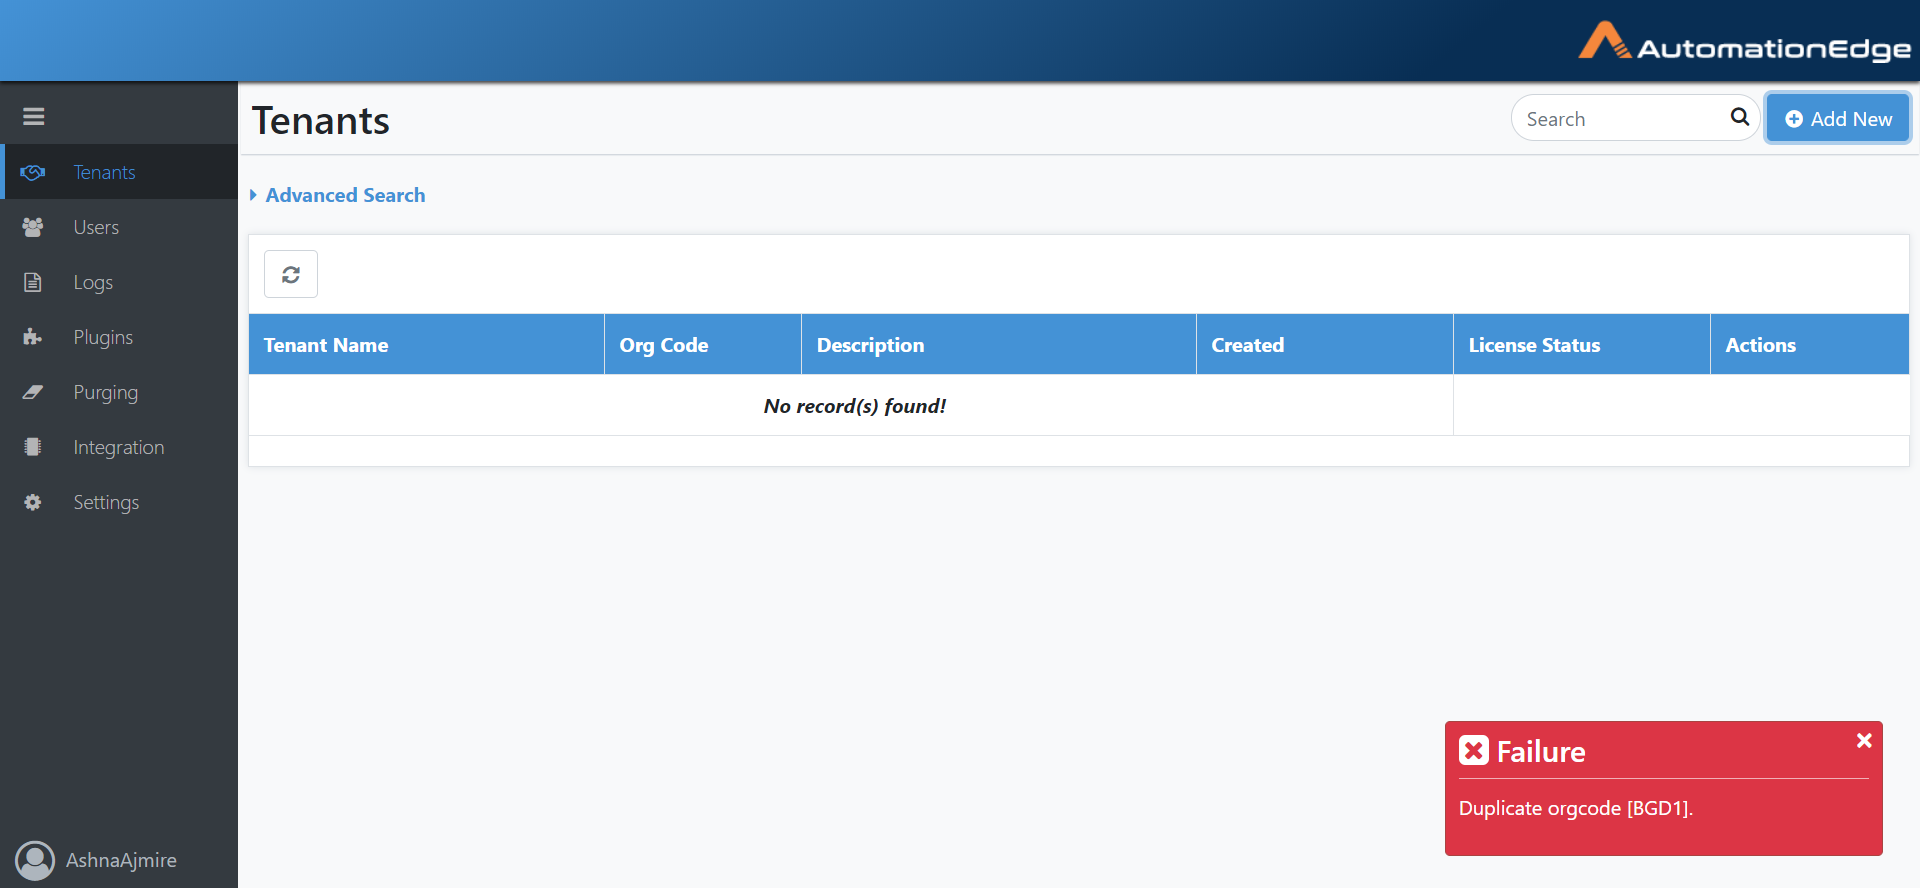 AutomationEdge
Tenants
Search
Add New
Tenants
Users
Logs
Plugins
Purging
Integration
Settings
AshnaAjmire
Advanced Search
Tenant Name Org Code Description Created License Status Actions
No record(s) found!
Failure
Duplicate orgcode [BGD1].